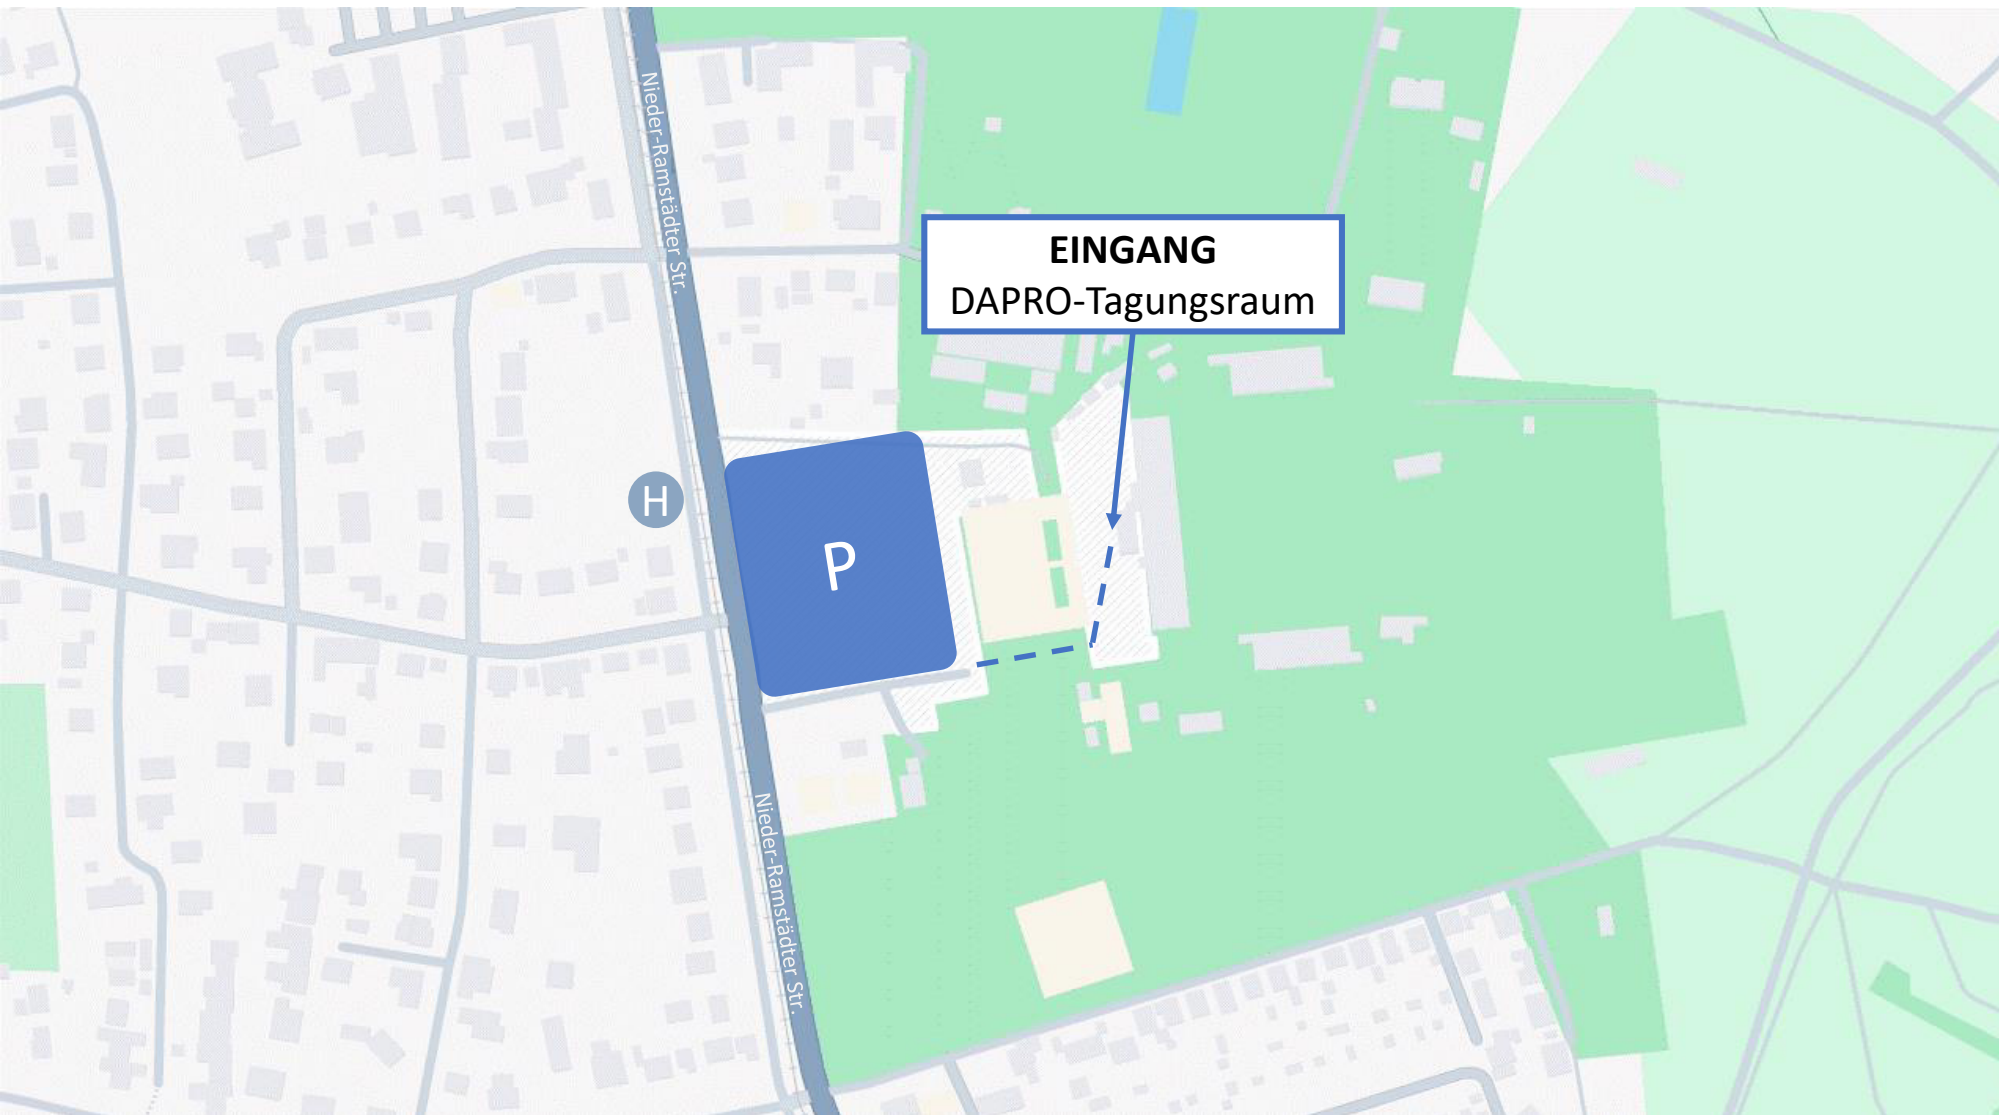 Nieder-Ramstädter Str.
EINGANG
DAPRO-Tagungsraum
H
P
Nieder-Ramstädter Str.